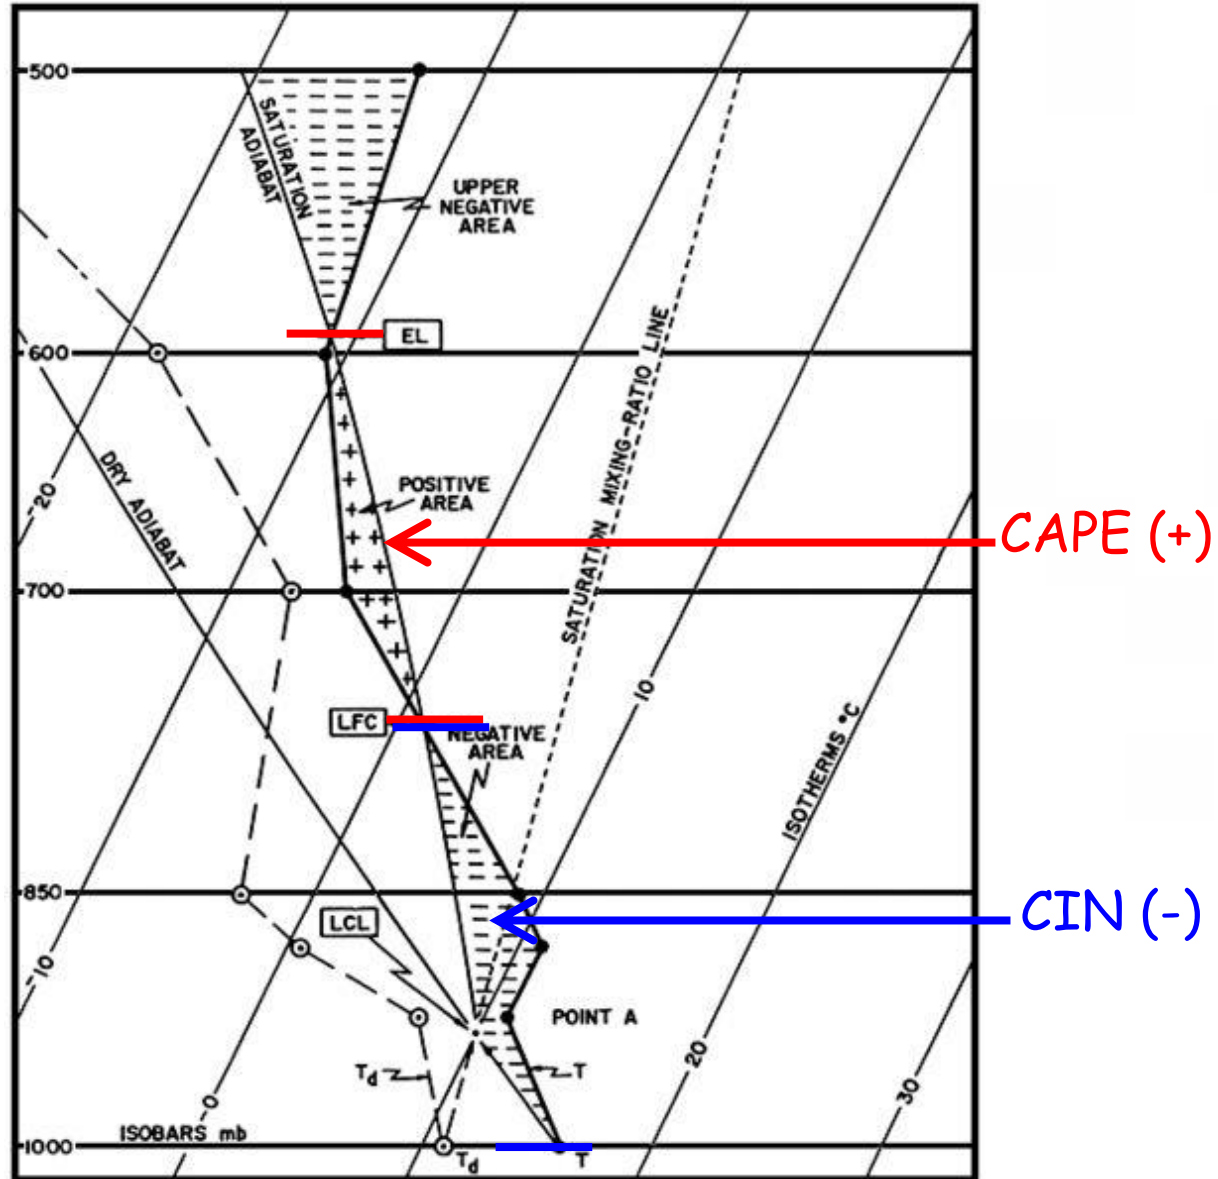 500
SATURATION
ADIABAT
UPPER
NEGATIVE
AREA
EL
600
SATURATION MIXING-RATIO LINE
DRY ADIABAT
-20
POSITIVE
AREA
CAPE (+)
700
10
LFC
NEGATIVE
AREA
ISOTHERMS °C
850
LCL
CIN (-)
-10
POINT A
Td
T
20
30
0
ISOBARS mb
1000
Td
T